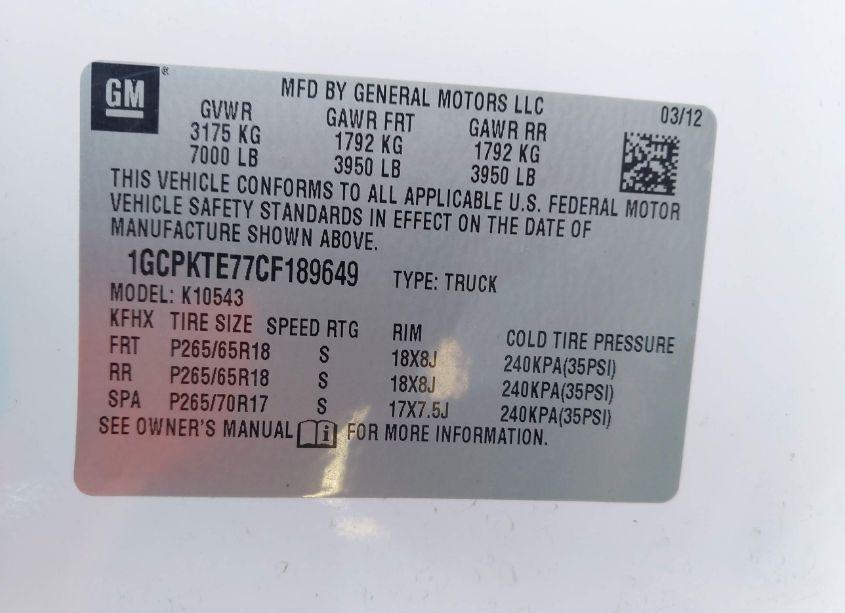 GM ®
MFD BY GENERAL MOTORS LLC 03/12
GVWR GAWR FRT GAWR RR
3175 KG 1792 KG 1792 KG
7000 LB 3950 LB 3950 LB
THIS VEHICLE CONFORMS TO ALL APPLICABLE U.S. FEDERAL MOTOR
VEHICLE SAFETY STANDARDS IN EFFECT ON THE DATE OF
MANUFACTURE SHOWN ABOVE.
1GCPKTE77CF189649 TYPE: TRUCK
MODEL: K10543
KFHX TIRE SIZE SPEED RTG RIM COLD TIRE PRESSURE
FRT P265/65R18 S 18X8J 240KPA(35PSI)
RR P265/65R18 S 18X8J 240KPA(35PSI)
SPA P265/70R17 S 17X7.5J 240KPA(35PSI)
SEE OWNER'S MANUAL i FOR MORE INFORMATION.